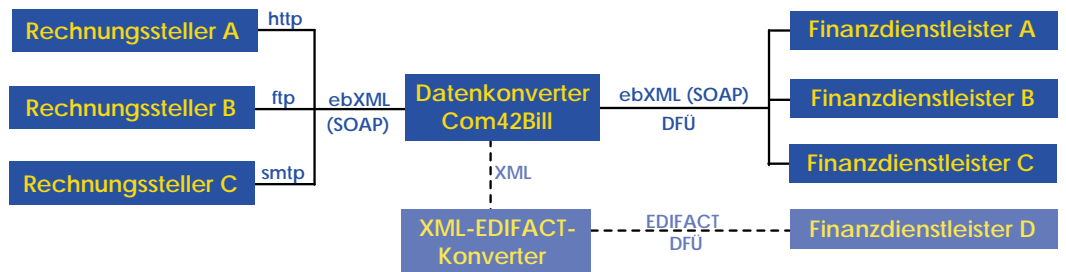 Rechnungssteller A
http
Rechnungssteller B
ftp
Rechnungssteller C
smtp
ebXML
(SOAP)
Datenkonverter
Com42Bill
ebXML (SOAP)
DFÜ
Finanzdienstleister A
Finanzdienstleister B
Finanzdienstleister C
XML
XML-EDIFACT-
Konverter
EDIFACT
DFÜ
Finanzdienstleister D